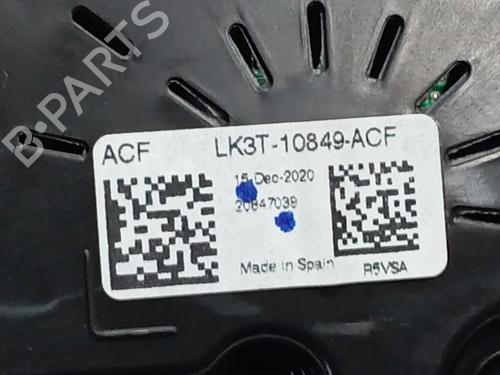 B-PARTS
ACF
LK3T-10849-ACF
15-Dec-2020
20847039
Made in Spain
R5VSA